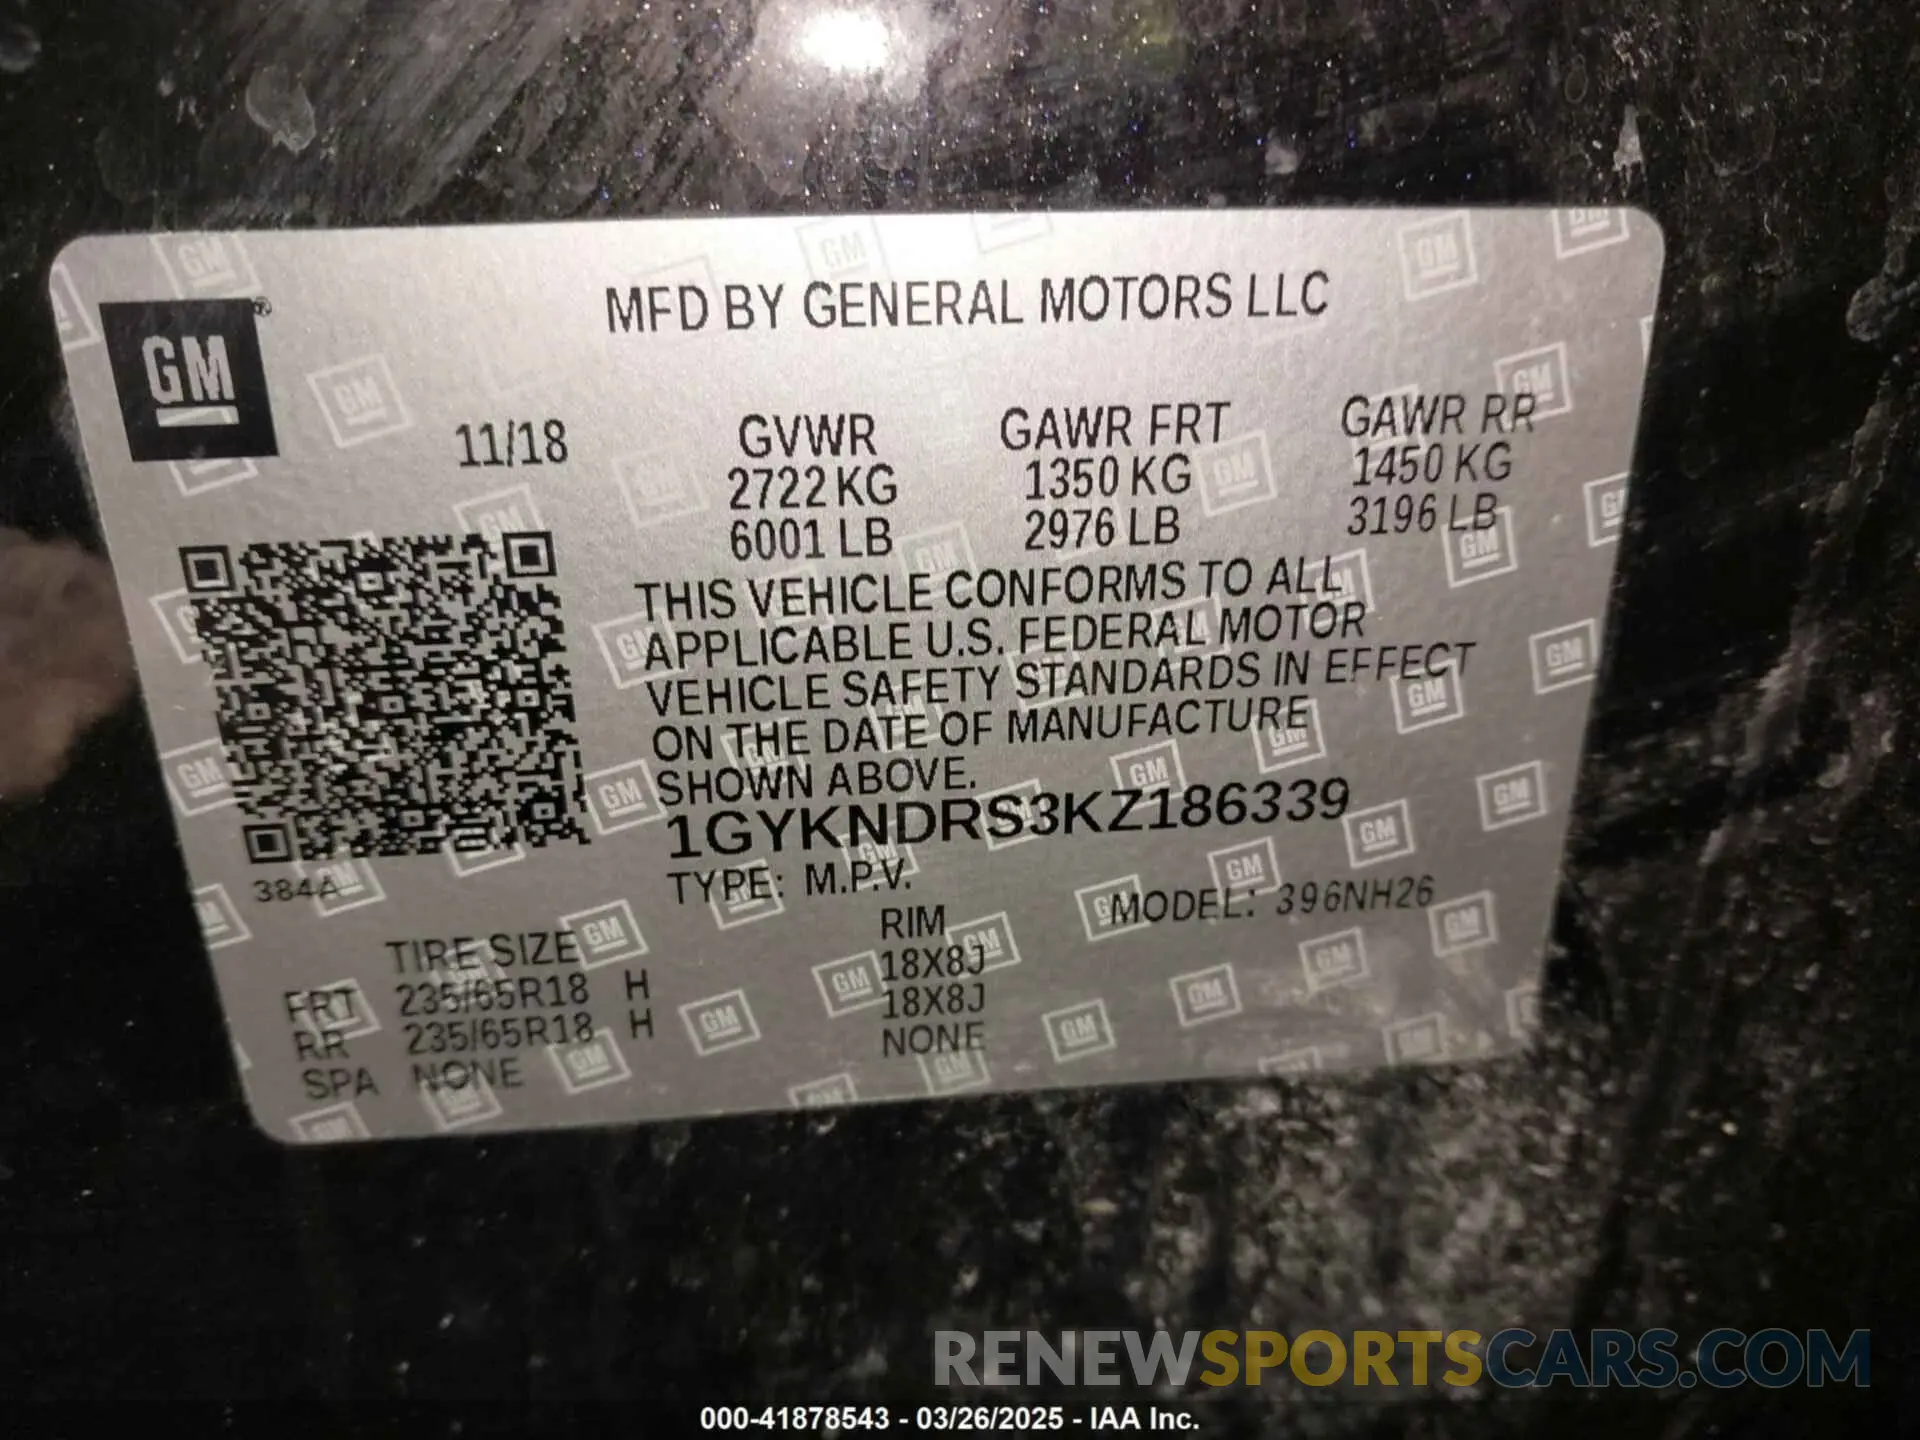 MFD BY GENERAL MOTORS LLC
GM ®
11/18 GVWR GAWR FRT GAWR RR
2722 KG 1350 KG 1450 KG
6001 LB 2976 LB 3196 LB
THIS VEHICLE CONFORMS TO ALL
APPLICABLE U.S. FEDERAL MOTOR
VEHICLE SAFETY STANDARDS IN EFFECT
ON THE DATE OF MANUFACTURE
SHOWN ABOVE.
1GYKNDRS3KZ186339
384A
TYPE: M.P.V. MODEL: 396NH26
TIRE SIZE RIM
FRT 235/65R18 H 18X8J
RR 235/65R18 H 18X8J
SPA NONE NONE
RENEWSPORTSCARS.COM
000-41878543 - 03/26/2025 - IAA Inc.